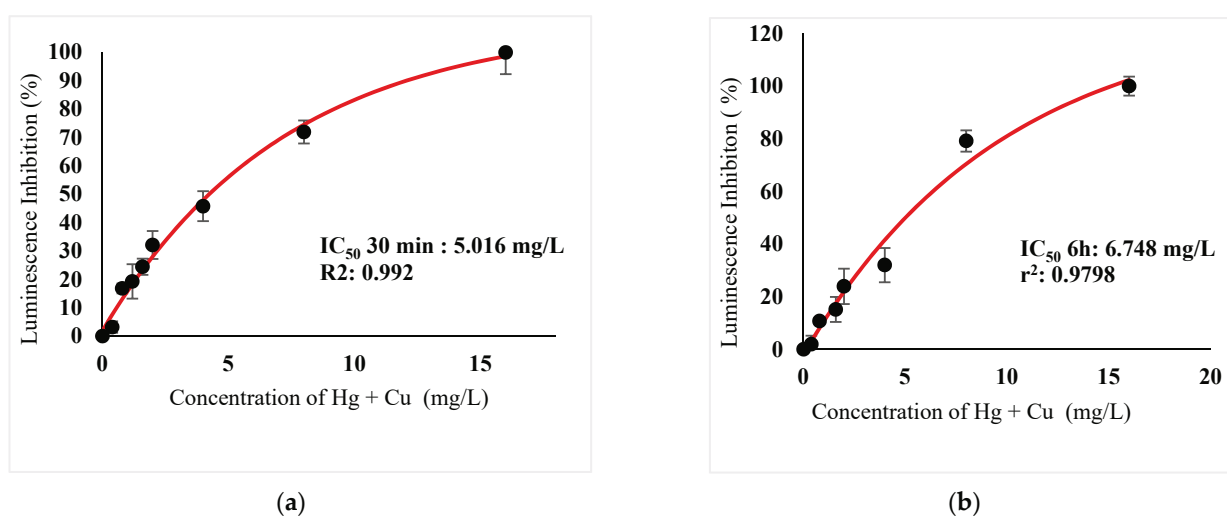 100
90
80
70
60
50
40
30
20
10
0
0
5
10
15
Luminescence Inhibition (%)
IC₅₀ 30 min : 5.016 mg/L
R2: 0.992
Concentration of Hg + Cu (mg/L)
(a)
120
100
80
60
40
20
0
0
5
10
15
20
Luminescence Inhibiton ( %)
IC₅₀ 6h: 6.748 mg/L
r²: 0.9798
Concentration of Hg + Cu (mg/L)
(b)